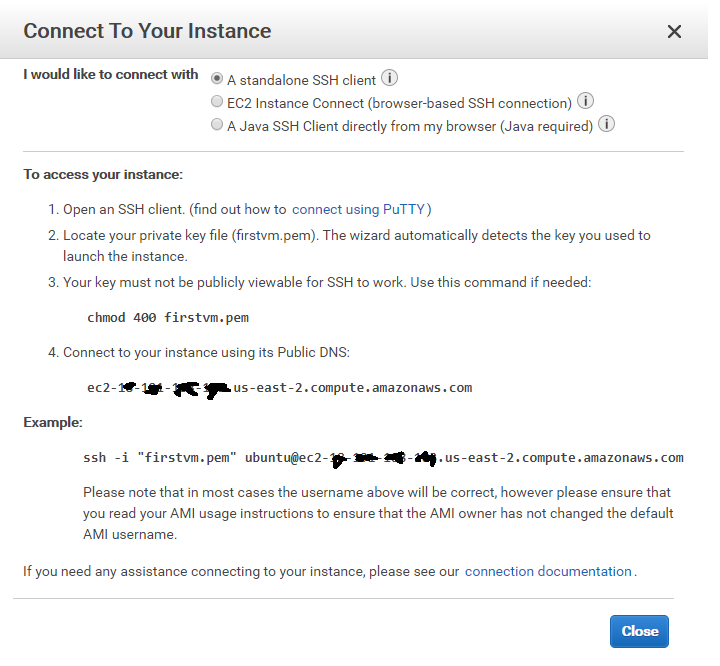 Connect To Your Instance
I would like to connect with
A standalone SSH client
EC2 Instance Connect (browser-based SSH connection)
A Java SSH Client directly from my browser (Java required)
To access your instance:
1. Open an SSH client. (find out how to connect using PuTTY)
2. Locate your private key file (firstvm.pem). The wizard automatically detects the key you used to
launch the instance.
3. Your key must not be publicly viewable for SSH to work. Use this command if needed:
chmod 400 firstvm.pem
4. Connect to your instance using its Public DNS:
ec2-.us-east-2.compute.amazonaws.com
Example:
ssh -i "firstvm.pem" ubuntu@ec2-.us-east-2.compute.amazonaws.com
Please note that in most cases the username above will be correct, however please ensure that
you read your AMI usage instructions to ensure that the AMI owner has not changed the default
AMI username.
If you need any assistance connecting to your instance, please see our connection documentation.
Close